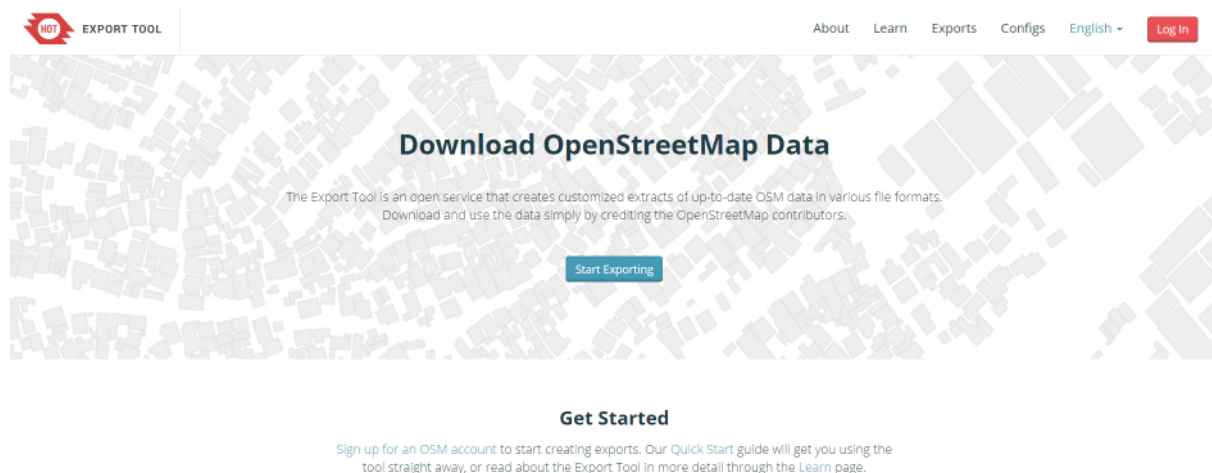 HOT EXPORT TOOL About Learn Exports Configs English Log In
Download OpenStreetMap Data
The Export Tool is an open service that creates customized extracts of up-to-date OSM data in various file formats.
Download and use the data simply by crediting the OpenStreetMap contributors.
Start Exporting
Get Started
Sign up for an OSM account to start creating exports. Our Quick Start guide will get you using the
tool straight away, or read about the Export Tool in more detail through the Learn page.